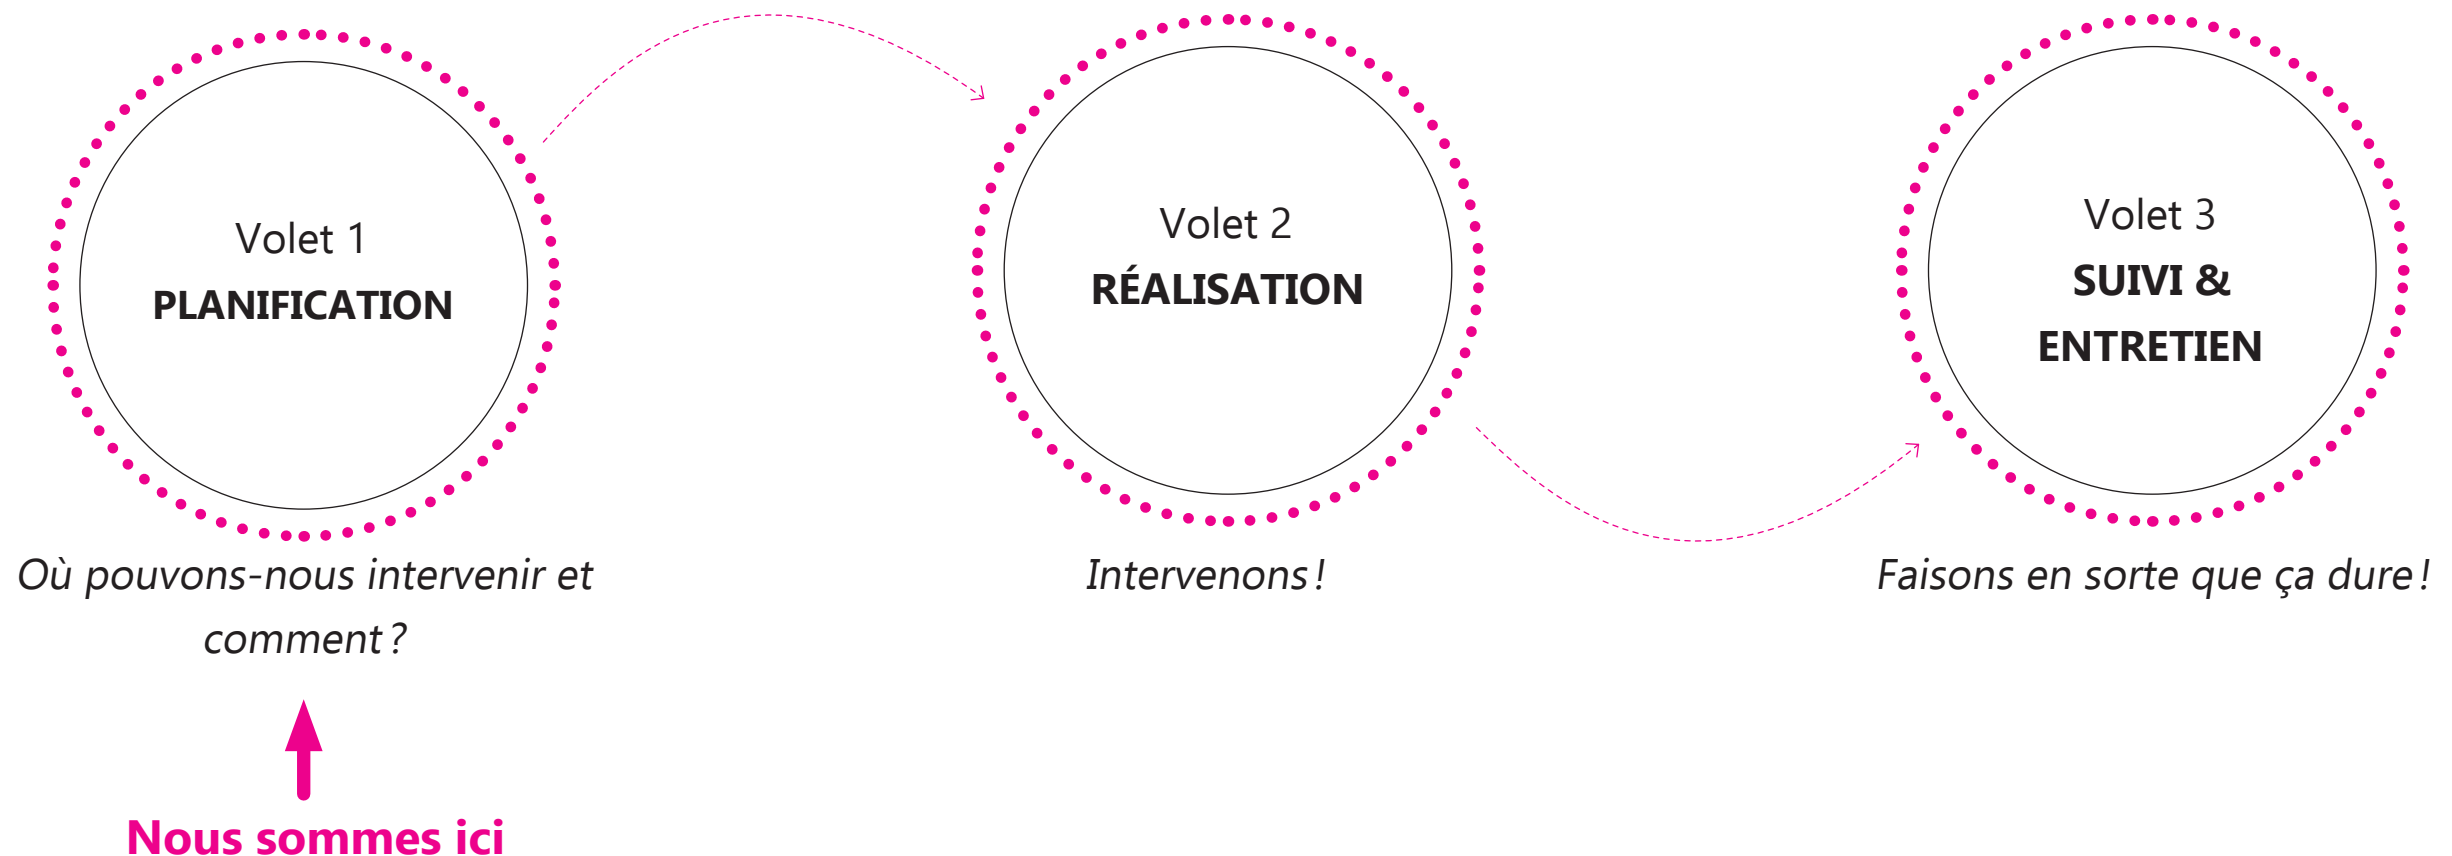 Volet 1
PLANIFICATION
Où pouvons-nous intervenir et
comment ?
Nous sommes ici
Volet 2
RÉALISATION
Intervenons !
Volet 3
SUIVI &
ENTRETIEN
Faisons en sorte que ça dure !